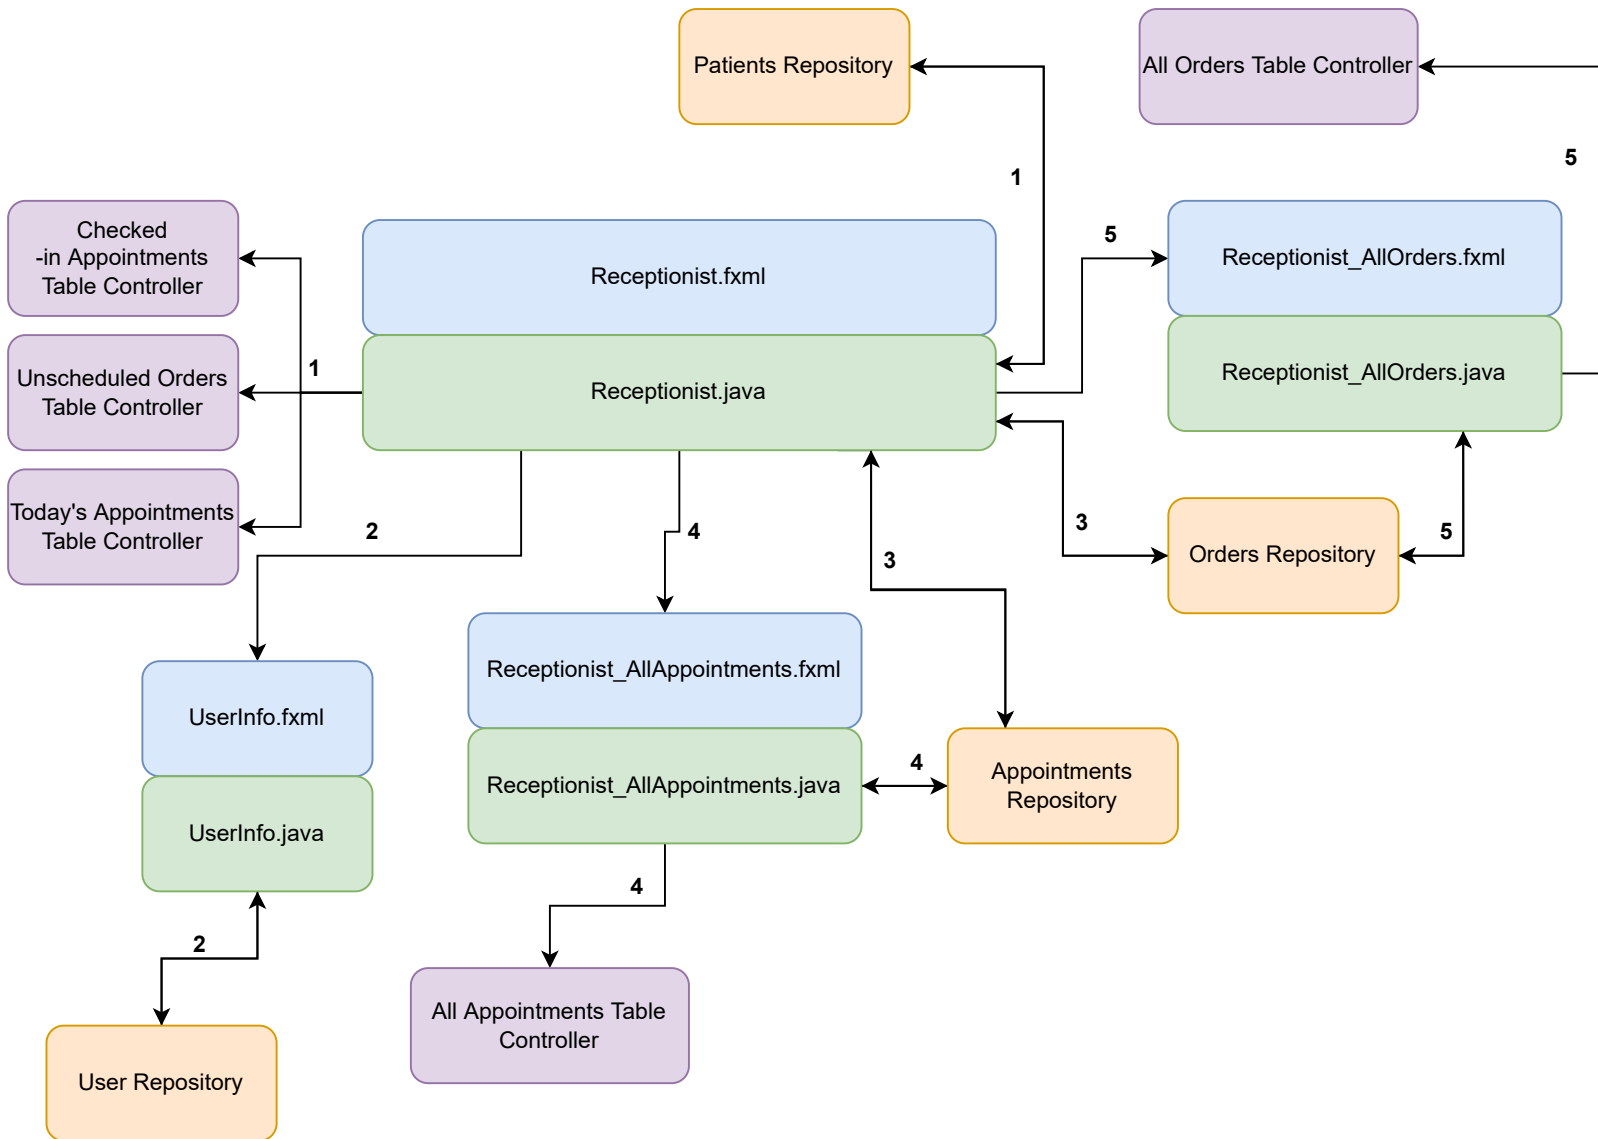 Patients Repository
All Orders Table Controller
1
5
Checked
-in Appointments
Table Controller
Receptionist.fxml
5
Receptionist_AllOrders.fxml
Unscheduled Orders
Table Controller
1
Receptionist.java
Receptionist_AllOrders.java
Today's Appointments
Table Controller
2
4
3
3
Orders Repository
5
UserInfo.fxml
Receptionist_AllAppointments.fxml
UserInfo.java
Receptionist_AllAppointments.java
4
Appointments
Repository
2
4
User Repository
All Appointments Table
Controller